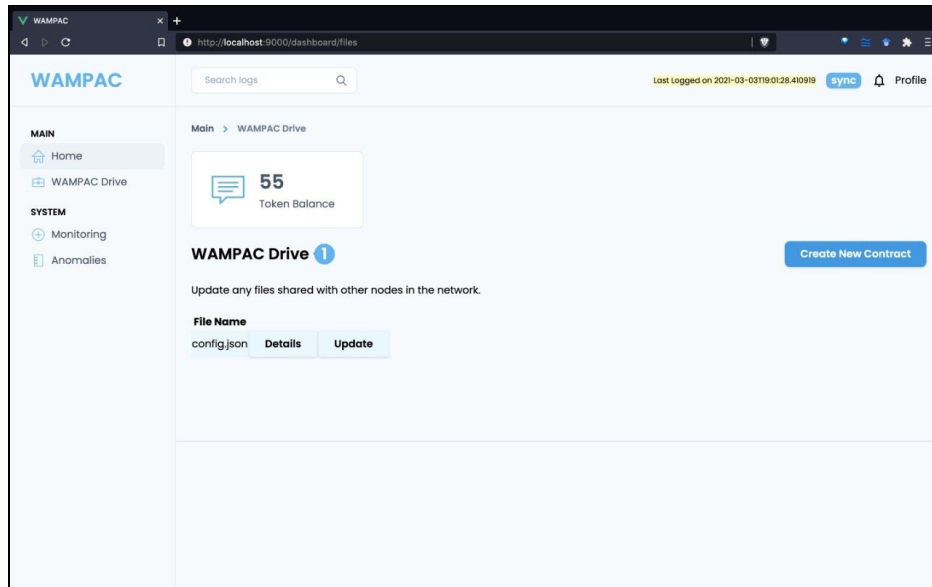 WAMPAC
http://localhost:9000/dashboard/files
WAMPAC
Search logs
Last Logged on 2021-03-03T19:01:28.410919
sync
Profile
MAIN
Home
WAMPAC Drive
SYSTEM
Monitoring
Anomalies
Main > WAMPAC Drive
55
Token Balance
WAMPAC Drive 1
Create New Contract
Update any files shared with other nodes in the network.
File Name
config.json Details Update